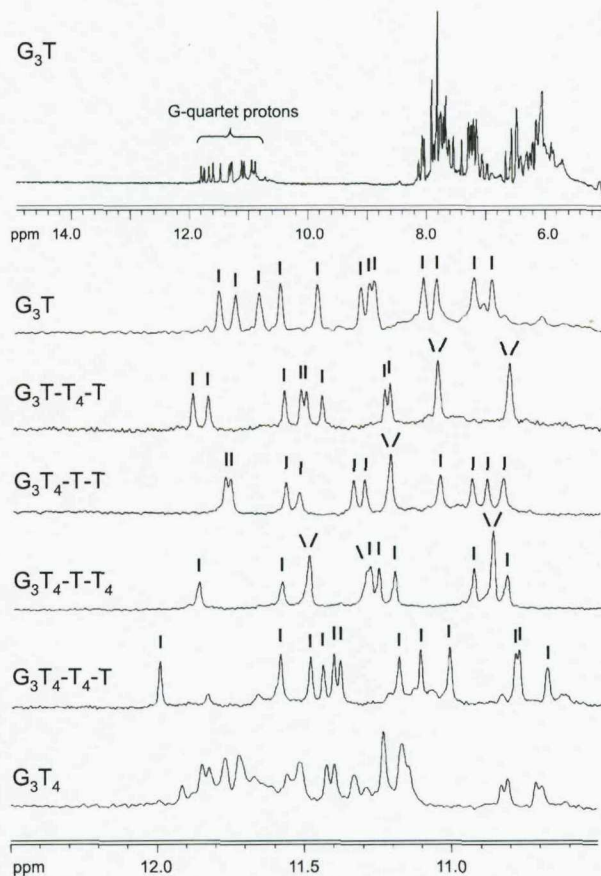 G₃T
G-quartet protons
ppm 14.0 12.0 10.0 8.0 6.0
G₃T
G₃T-T₄-T
G₃T₄-T-T
G₃T₄-T-T₄
G₃T₄-T₄-T
G₃T₄
ppm 12.0 11.5 11.0